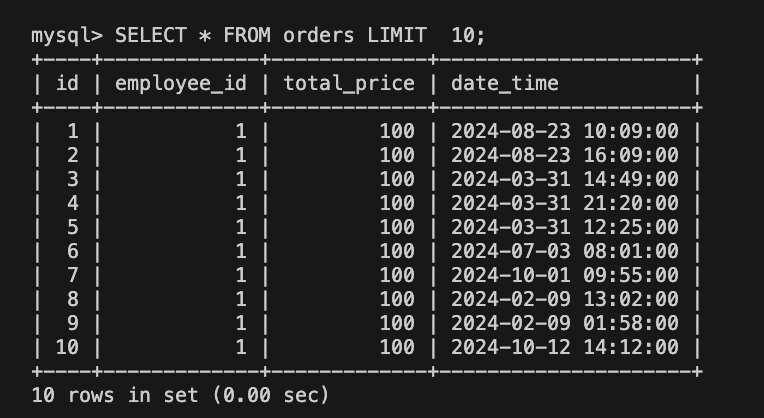 mysql> SELECT * FROM orders LIMIT  10;
+----+-------------+-------------+---------------------+
| id | employee_id | total_price | date_time           |
+----+-------------+-------------+---------------------+
|  1 |           1 |         100 | 2024-08-23 10:09:00 |
|  2 |           1 |         100 | 2024-08-23 16:09:00 |
|  3 |           1 |         100 | 2024-03-31 14:49:00 |
|  4 |           1 |         100 | 2024-03-31 21:20:00 |
|  5 |           1 |         100 | 2024-03-31 12:25:00 |
|  6 |           1 |         100 | 2024-07-03 08:01:00 |
|  7 |           1 |         100 | 2024-10-01 09:55:00 |
|  8 |           1 |         100 | 2024-02-09 13:02:00 |
|  9 |           1 |         100 | 2024-02-09 01:58:00 |
| 10 |           1 |         100 | 2024-10-12 14:12:00 |
+----+-------------+-------------+---------------------+
10 rows in set (0.00 sec)